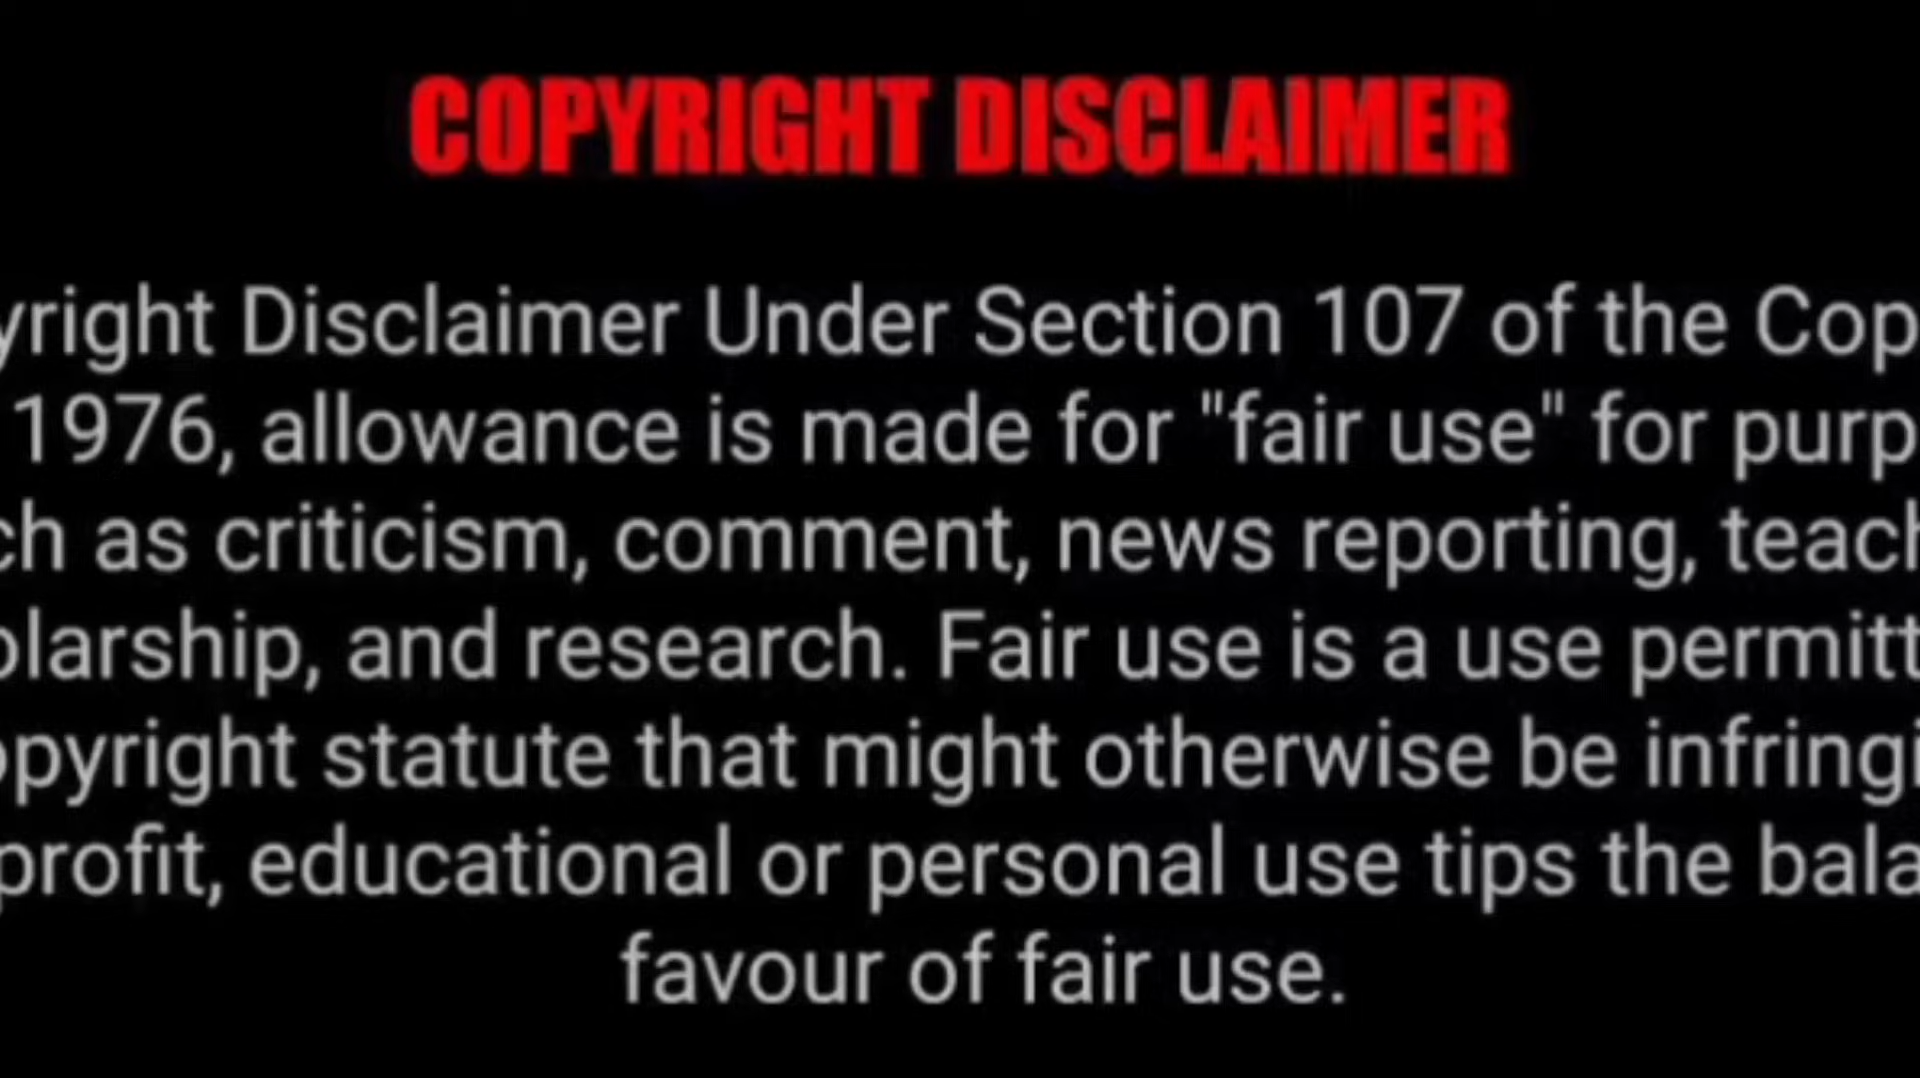 COPYRIGHT DISCLAIMER
yright Disclaimer Under Section 107 of the Cop
1976, allowance is made for "fair use" for purp
ch as criticism, comment, news reporting, teach
olarship, and research. Fair use is a use permitt
opyright statute that might otherwise be infringi
profit, educational or personal use tips the bala
favour of fair use.